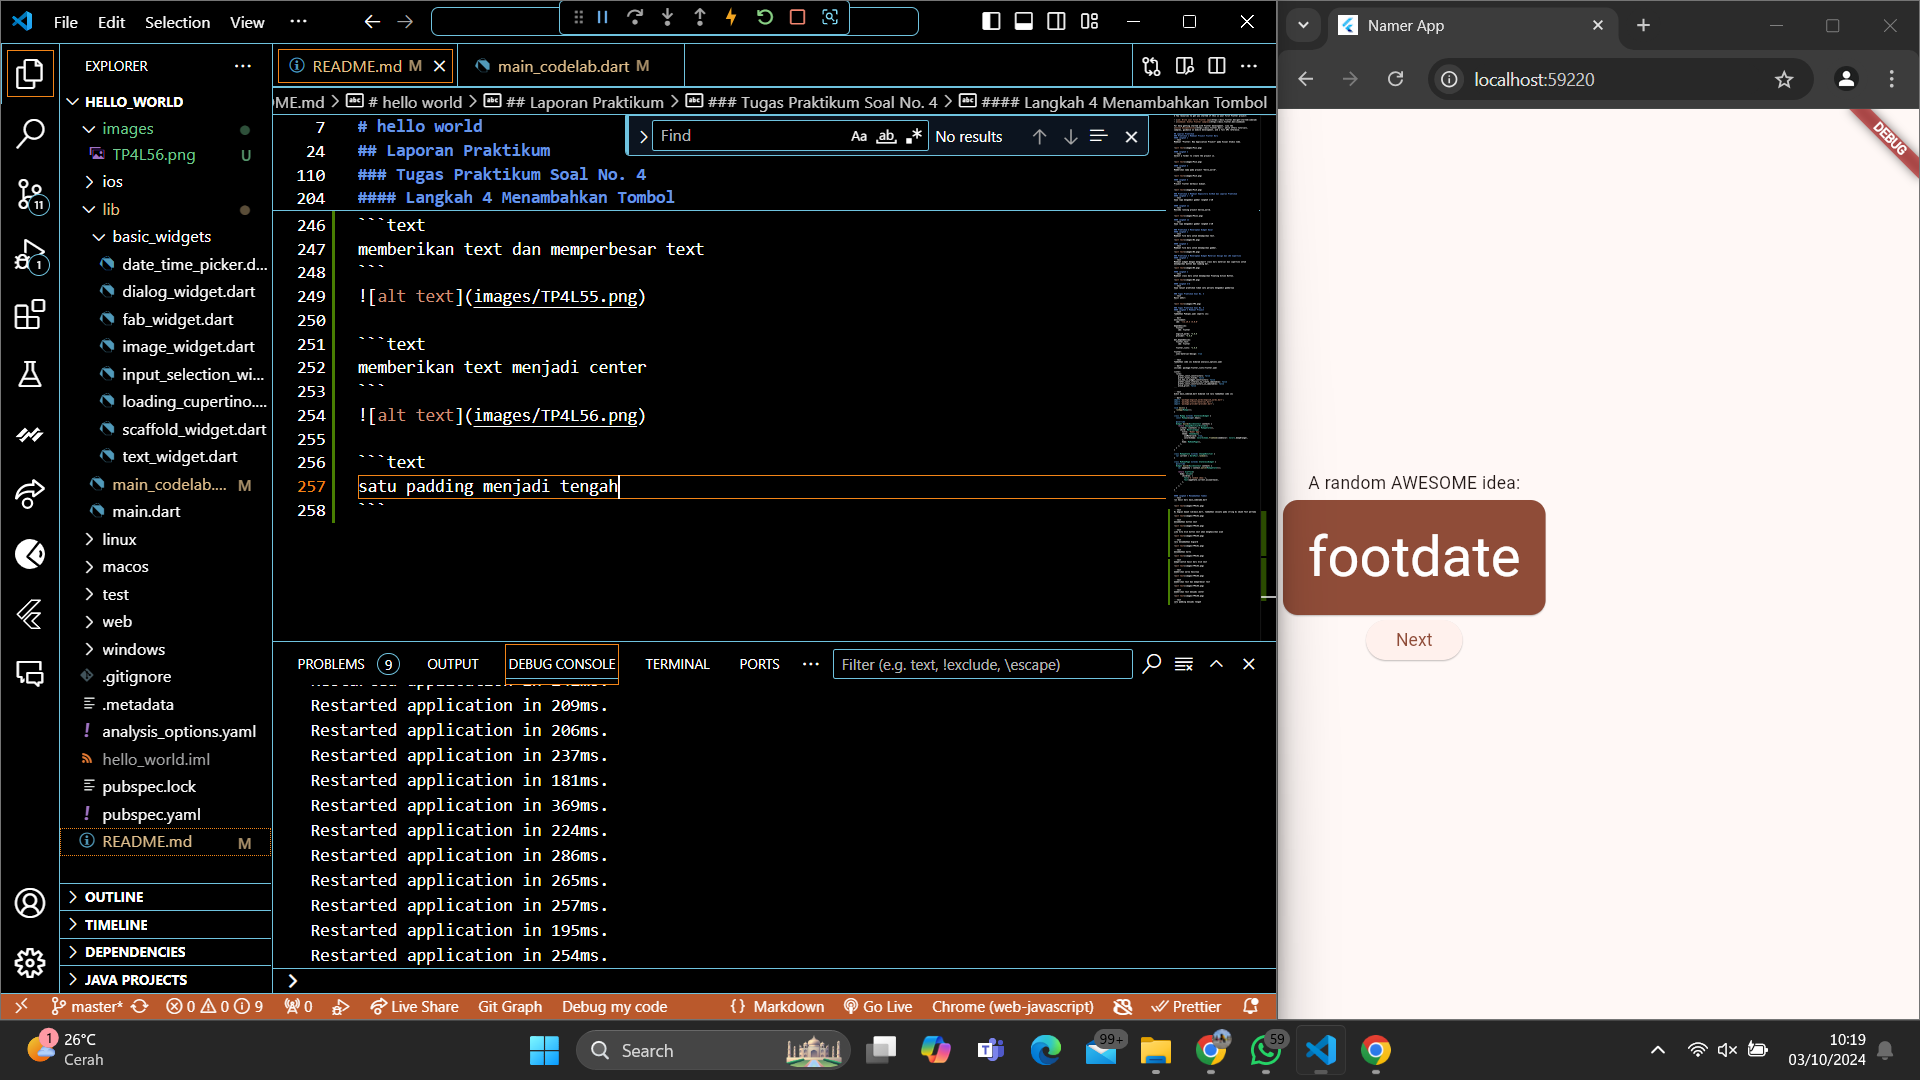 File Edit Selection View ···
EXPLORER
HELLO_WORLD
images
TP4L56.png U
ios
lib
basic_widgets
date_time_picker.d...
dialog_widget.dart
fab_widget.dart
image_widget.dart
input_selection_wi...
loading_cupertino....
scaffold_widget.dart
text_widget.dart
main_codelab.... M
main.dart
linux
macos
test
web
windows
.gitignore
.metadata
analysis_options.yaml
hello_world.iml
pubspec.lock
pubspec.yaml
README.md M
OUTLINE
TIMELINE
DEPENDENCIES
JAVA PROJECTS
11
1
README.md M
main_codelab.dart M
ME.md > # hello world > ## Laporan Praktikum > ### Tugas Praktikum Soal No. 4 > #### Langkah 4 Menambahkan Tombol
7 # hello world
24 ## Laporan Praktikum
110 ### Tugas Praktikum Soal No. 4
204 #### Langkah 4 Menambahkan Tombol
Find Aa ab .* No results
246 ```text
247 memberikan text dan memperbesar text
248 ```
249 ![alt text](images/TP4L55.png)
250
251 ```text
252 memberikan text menjadi center
253 ```
254 ![alt text](images/TP4L56.png)
255
256 ```text
257 satu padding menjadi tengah
258 ```
PROBLEMS 9 OUTPUT DEBUG CONSOLE TERMINAL PORTS ··· Filter (e.g. text, !exclude, \escape)
Restarted application in 209ms.
Restarted application in 206ms.
Restarted application in 237ms.
Restarted application in 181ms.
Restarted application in 369ms.
Restarted application in 224ms.
Restarted application in 286ms.
Restarted application in 265ms.
Restarted application in 257ms.
Restarted application in 195ms.
Restarted application in 254ms.
master* 0 0 9 0 Live Share Git Graph Debug my code {} Markdown Go Live Chrome (web-javascript) Prettier
Namer App
localhost:59220
DEBUG
A random AWESOME idea:
footdate
Next
1
26°C
Cerah
Search
99+
59
10:19
03/10/2024